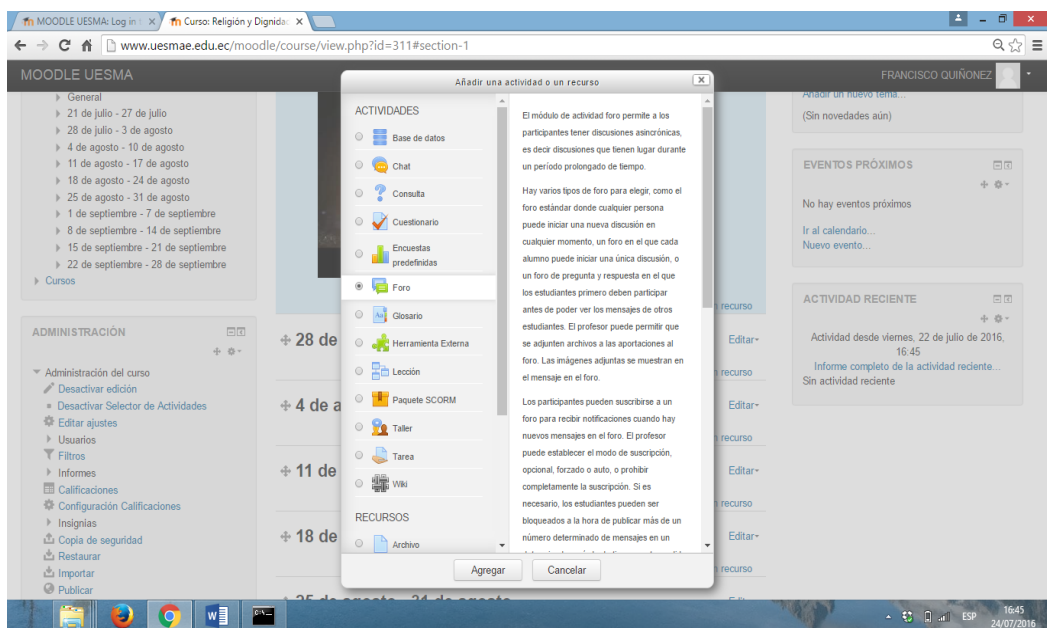 MOODLE UESMA: Log in
Curso: Religión y Dignida
www.uesmae.edu.ec/moodle/course/view.php?id=311#section-1
MOODLE UESMA
FRANCISCO QUIÑONEZ
General
21 de julio - 27 de julio
28 de julio - 3 de agosto
4 de agosto - 10 de agosto
11 de agosto - 17 de agosto
18 de agosto - 24 de agosto
25 de agosto - 31 de agosto
1 de septiembre - 7 de septiembre
8 de septiembre - 14 de septiembre
15 de septiembre - 21 de septiembre
22 de septiembre - 28 de septiembre
Cursos
ADMINISTRACIÓN
Administración del curso
Desactivar edición
Desactivar Selector de Actividades
Editar ajustes
Usuarios
Filtros
Informes
Calificaciones
Configuración Calificaciones
Insignias
Copia de seguridad
Restaurar
Importar
Publicar
28 de
4 de a
11 de
18 de
25 de agosto - 31 de agosto
Añadir una actividad o un recurso
ACTIVIDADES
Base de datos
Chat
Consulta
Cuestionario
Encuestas
predefinidas
Foro
Glosario
Herramienta Externa
Lección
Paquete SCORM
Taller
Tarea
Wiki
RECURSOS
Archivo
El módulo de actividad foro permite a los
participantes tener discusiones asincrónicas,
es decir discusiones que tienen lugar durante
un período prolongado de tiempo.
Hay varios tipos de foro para elegir, como el
foro estándar donde cualquier persona
puede iniciar una nueva discusión en
cualquier momento, un foro en el que cada
alumno puede iniciar una única discusión, o
un foro de pregunta y respuesta en el que
los estudiantes primero deben participar
antes de poder ver los mensajes de otros
estudiantes. El profesor puede permitir que
se adjunten archivos a las aportaciones al
foro. Las imágenes adjuntas se muestran en
el mensaje en el foro.
Los participantes pueden suscribirse a un
foro para recibir notificaciones cuando hay
nuevos mensajes en el foro. El profesor
puede establecer el modo de suscripción,
opcional, forzado o auto, o prohibir
completamente la suscripción. Si es
necesario, los estudiantes pueden ser
bloqueados a la hora de publicar más de un
número determinado de mensajes en un
Agregar
Cancelar
recurso
Editar
recurso
Editar
recurso
Editar
recurso
Editar
recurso
Añadir un nuevo tema...
(Sin novedades aún)
EVENTOS PRÓXIMOS
No hay eventos próximos
Ir al calendario...
Nuevo evento...
ACTIVIDAD RECIENTE
Actividad desde viernes, 22 de julio de 2016,
16:45
Informe completo de la actividad reciente...
Sin actividad reciente
ESP
16:45
24/07/2016